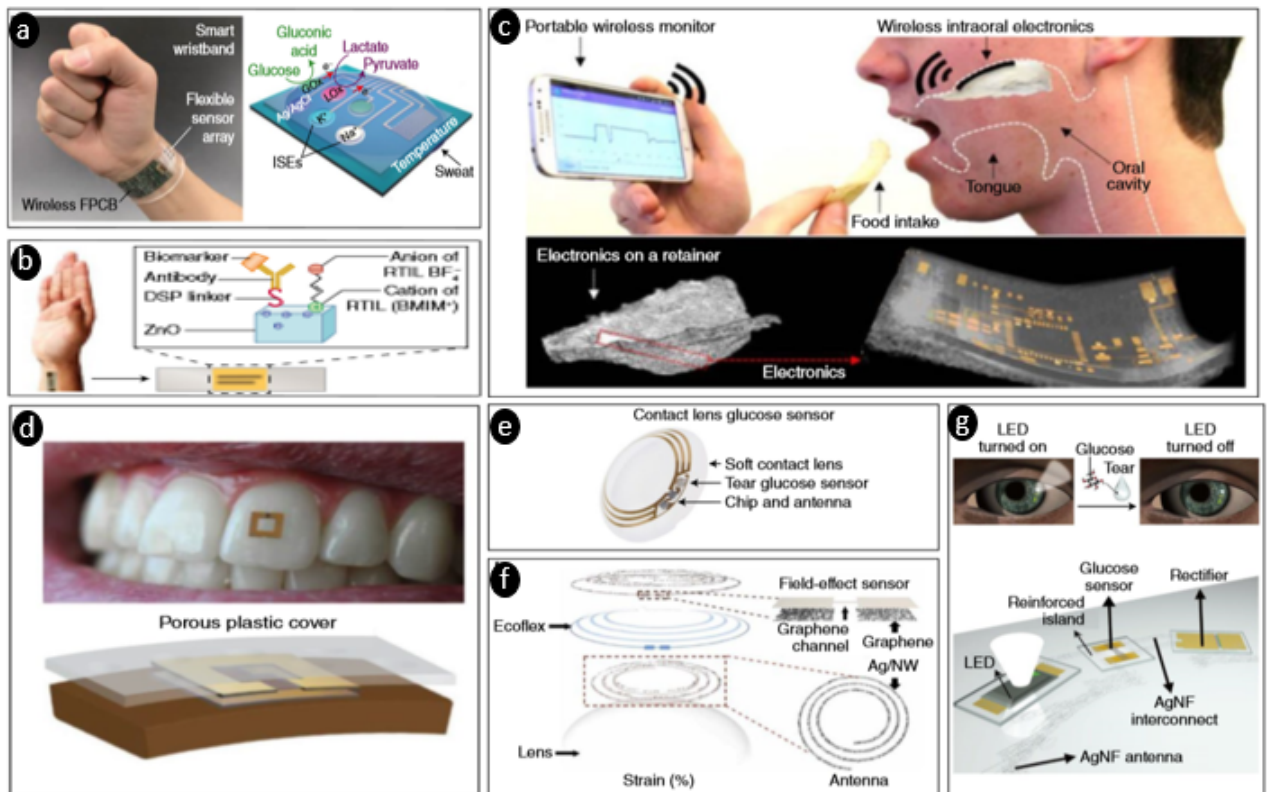 a
Smart
wristband
Flexible
sensor
array
Wireless FPCB
Gluconic
acid
Glucose
Lactate
Pyruvate
GOx
e-
LOx
e-
Ag/AgCl
K+
Na+
ISEs
Temperature
Sweat
b
Biomarker
Antibody
DSP linker
ZnO
Anion of
RTIL BF4-
Cation of
RTIL (BMIM+)
c
Portable wireless monitor
Wireless intraoral electronics
Tongue
Oral
cavity
Food intake
Electronics on a retainer
Electronics
d
Porous plastic cover
e
Contact lens glucose sensor
Soft contact lens
Tear glucose sensor
Chip and antenna
f
Field-effect sensor
Ecoflex
Graphene
channel
Graphene
Ag/NW
Lens
Strain (%)
Antenna
g
LED
turned on
Glucose
Tear
LED
turned off
Glucose
sensor
Rectifier
Reinforced
island
LED
AgNF
interconnect
AgNF antenna